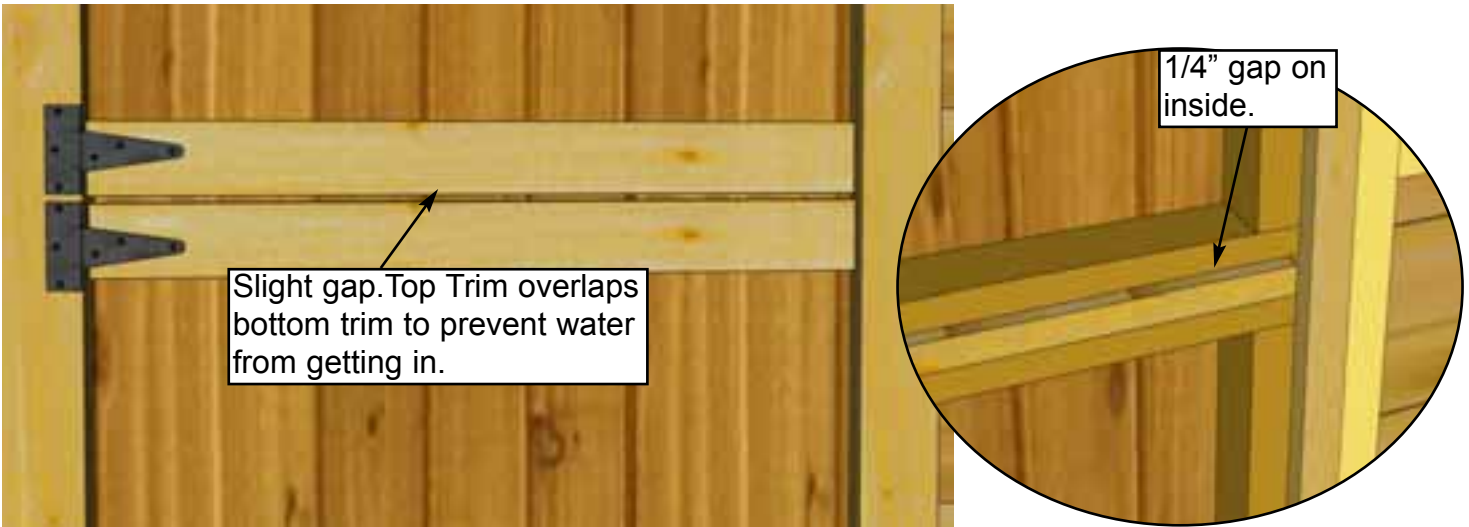 1/4” gap on
inside.
Slight gap.Top Trim overlaps
bottom trim to prevent water
from getting in.